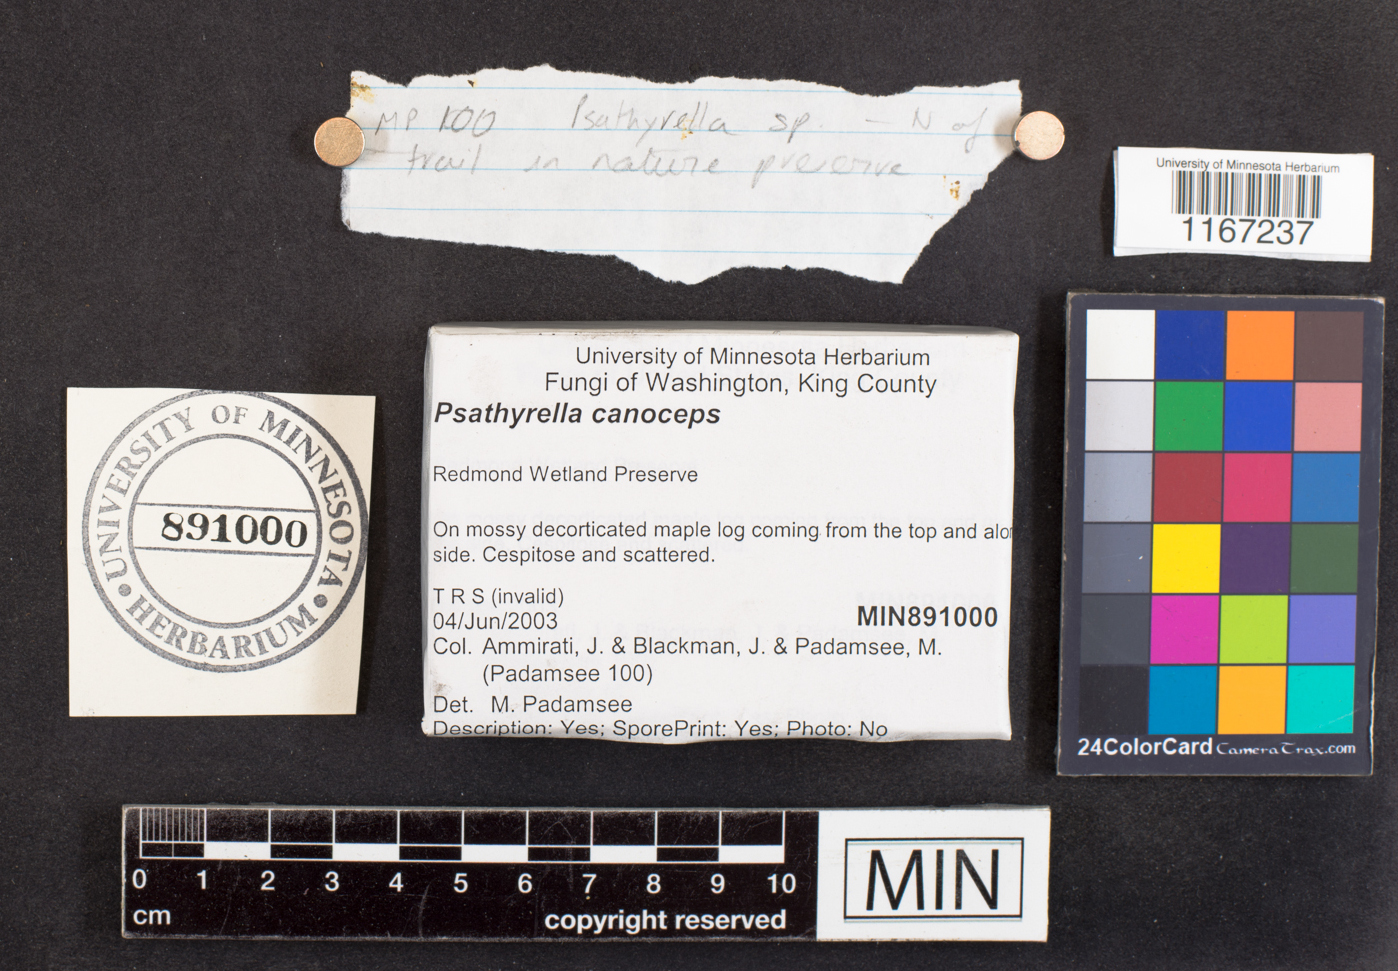 MP 100 Psathyrella sp. – N of
trail in nature preserve
University of Minnesota Herbarium
1167237
University of Minnesota Herbarium
Fungi of Washington, King County
Psathyrella canoceps
Redmond Wetland Preserve
On mossy decorticated maple log coming from the top and alon
side. Cespitose and scattered.
T R S (invalid)
04/Jun/2003
MIN891000
Col. Ammirati, J. & Blackman, J. & Padamsee, M.
(Padamsee 100)
Det. M. Padamsee
Description: Yes; SporePrint: Yes; Photo: No
UNIVERSITY OF MINNESOTA
891000
• HERBARIUM •
24ColorCard CameraTrax.com
0 1 2 3 4 5 6 7 8 9 10
cm
copyright reserved
MIN